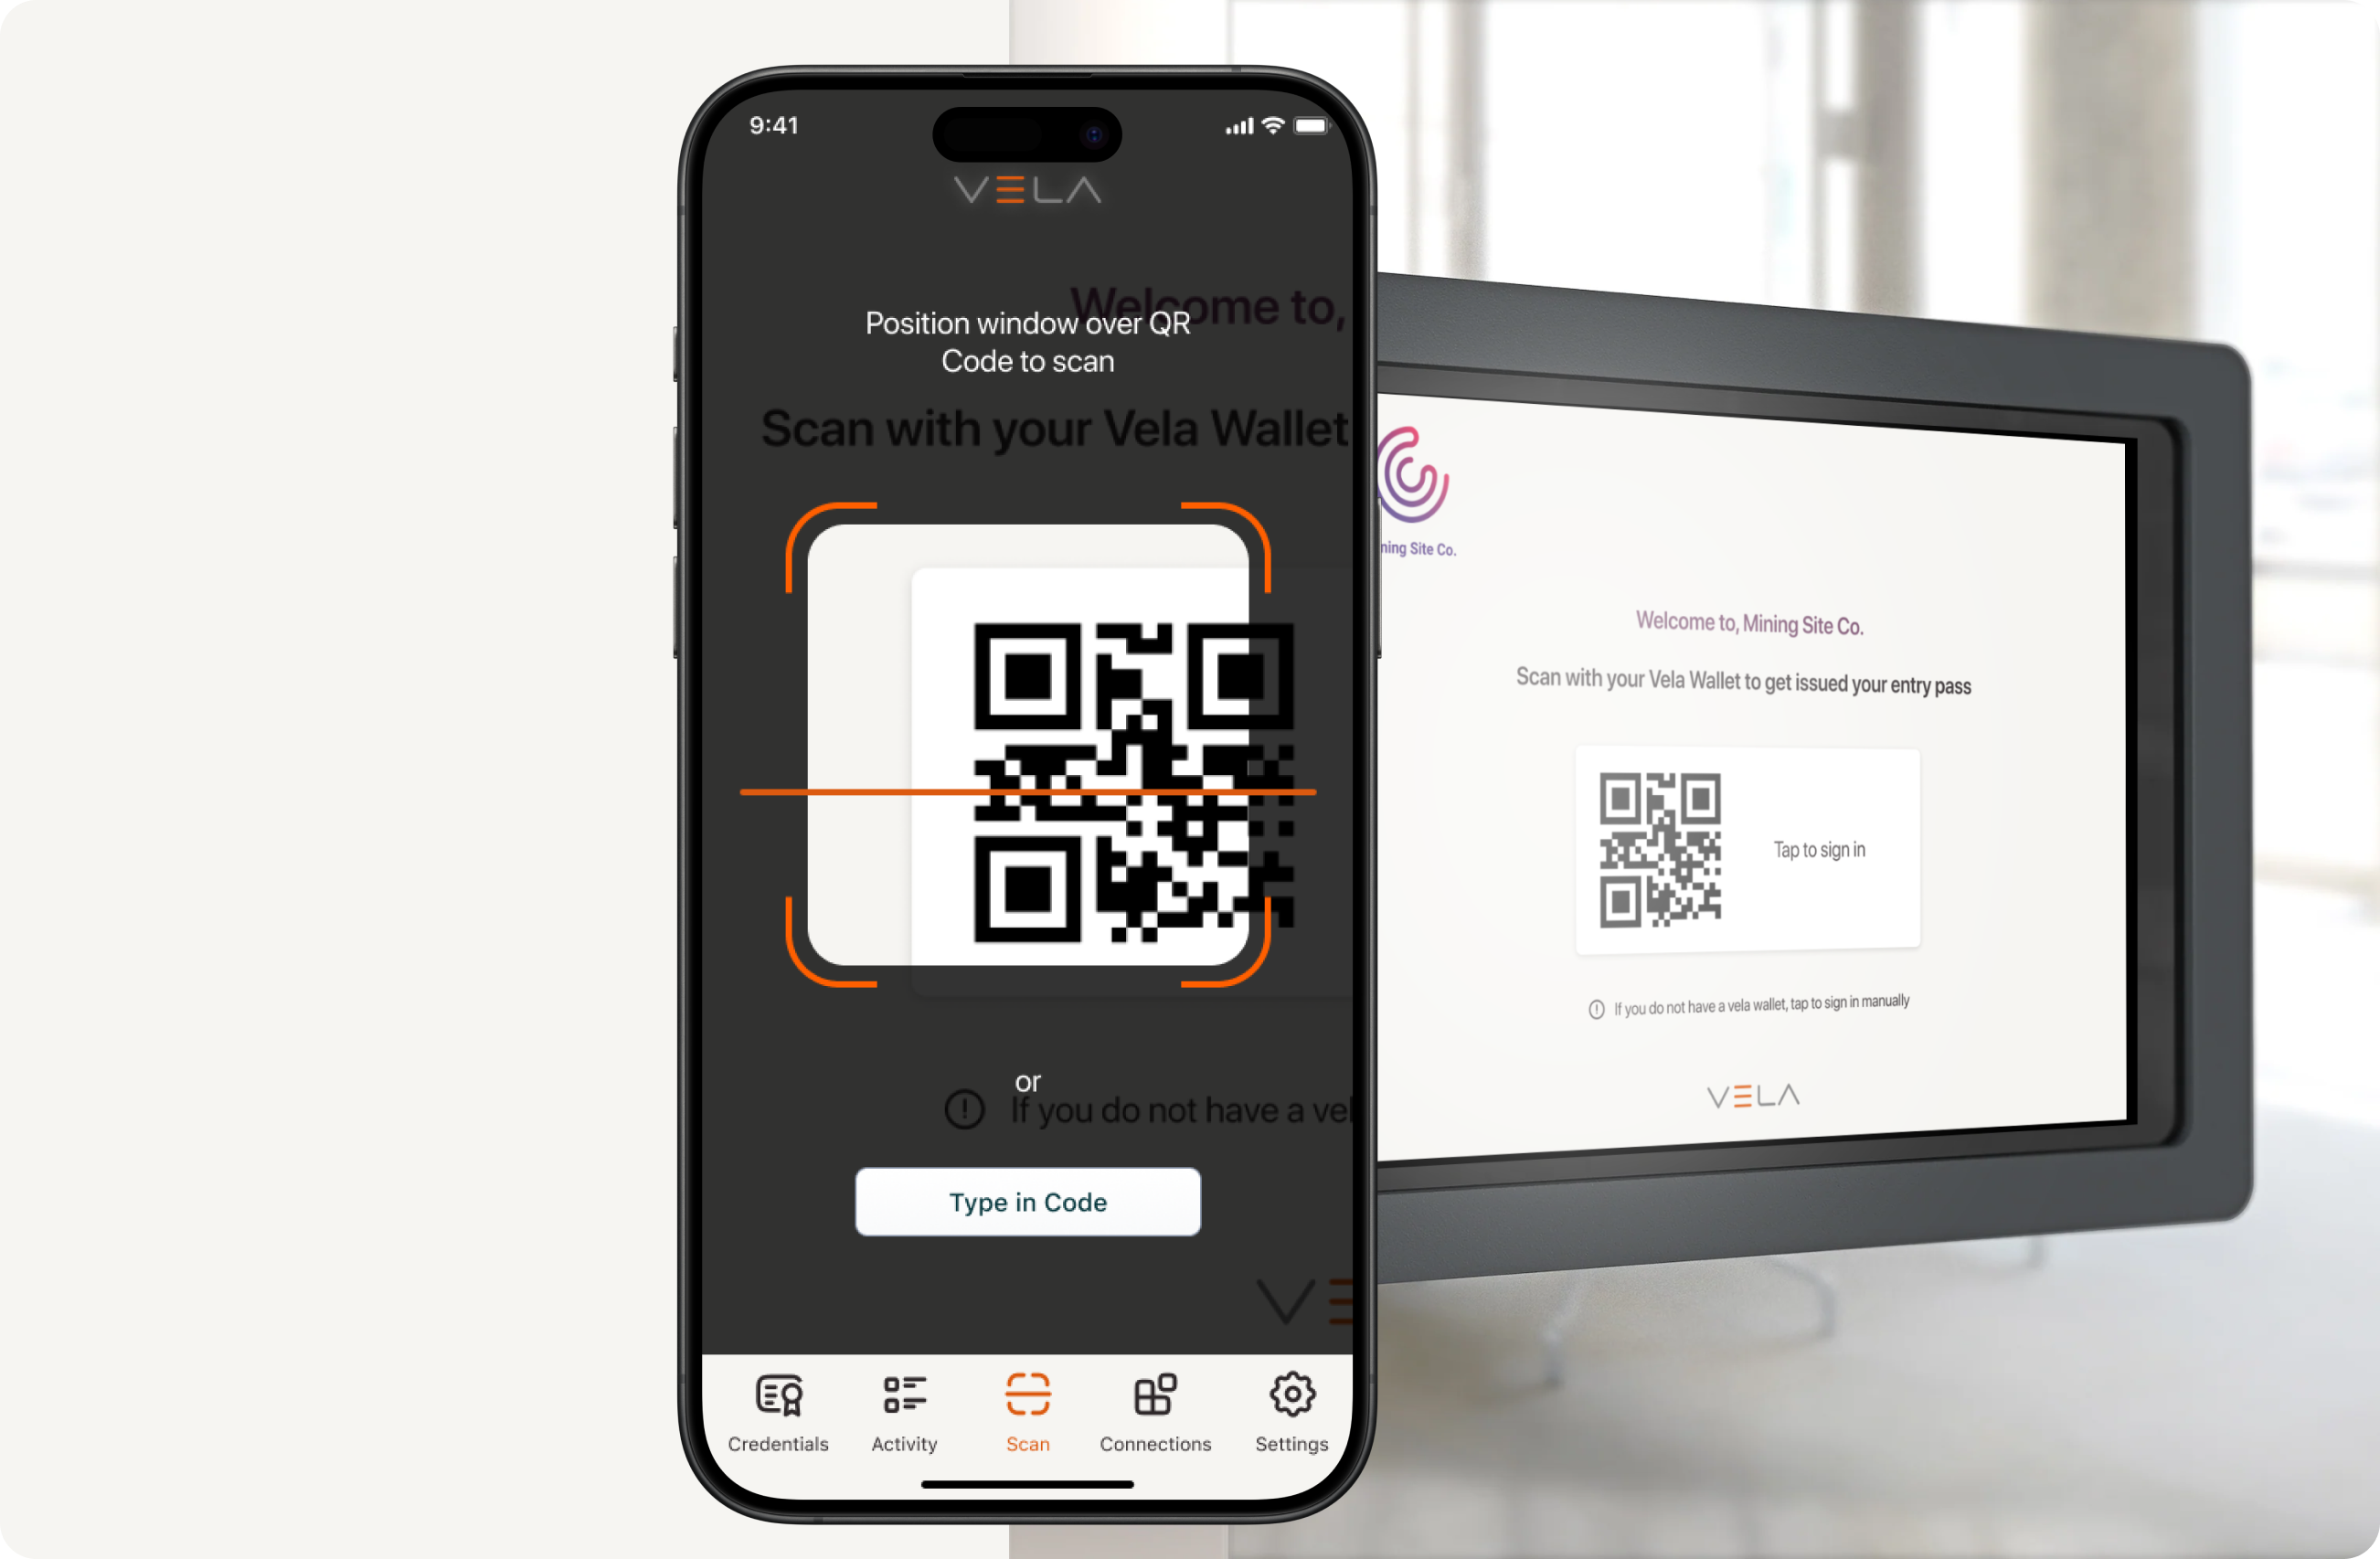 9:41
VELA
Welcome to,
Position window over QR
Code to scan
Scan with your Vela Wallet
or
If you do not have a vel
Type in Code
VE
Credentials
Activity
Scan
Connections
Settings
ning Site Co.
Welcome to, Mining Site Co.
Scan with your Vela Wallet to get issued your entry pass
Tap to sign in
If you do not have a vela wallet, tap to sign in manually
VELA